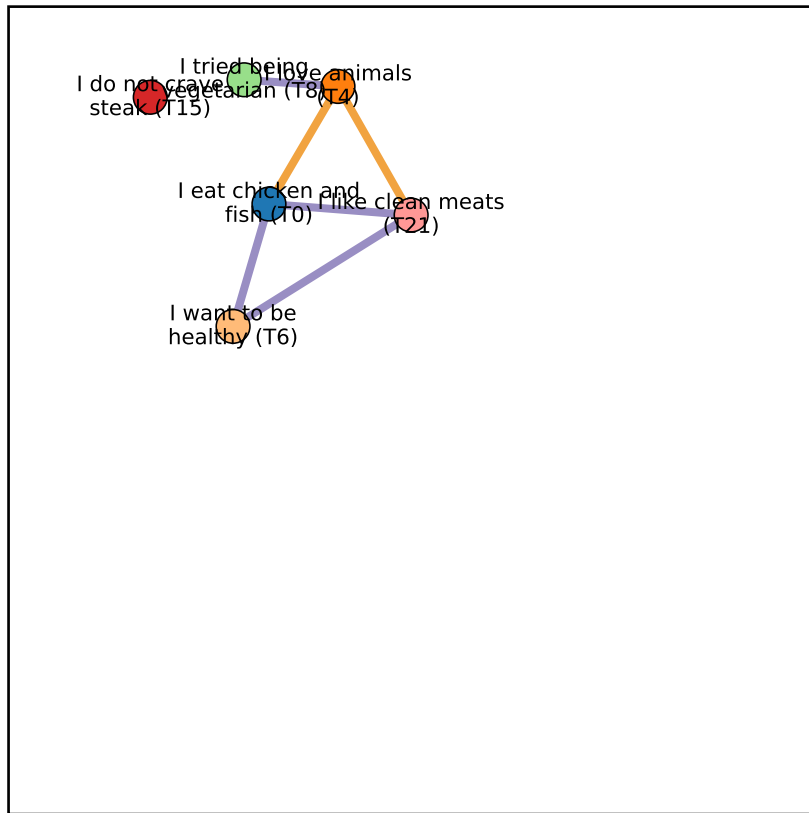 I tried being
vegetarian (T8)
I love animals
(T4)
I do not crave
steak (T15)
I eat chicken and
fish (T0)
I like clean meats
(T21)
I want to be
healthy (T6)